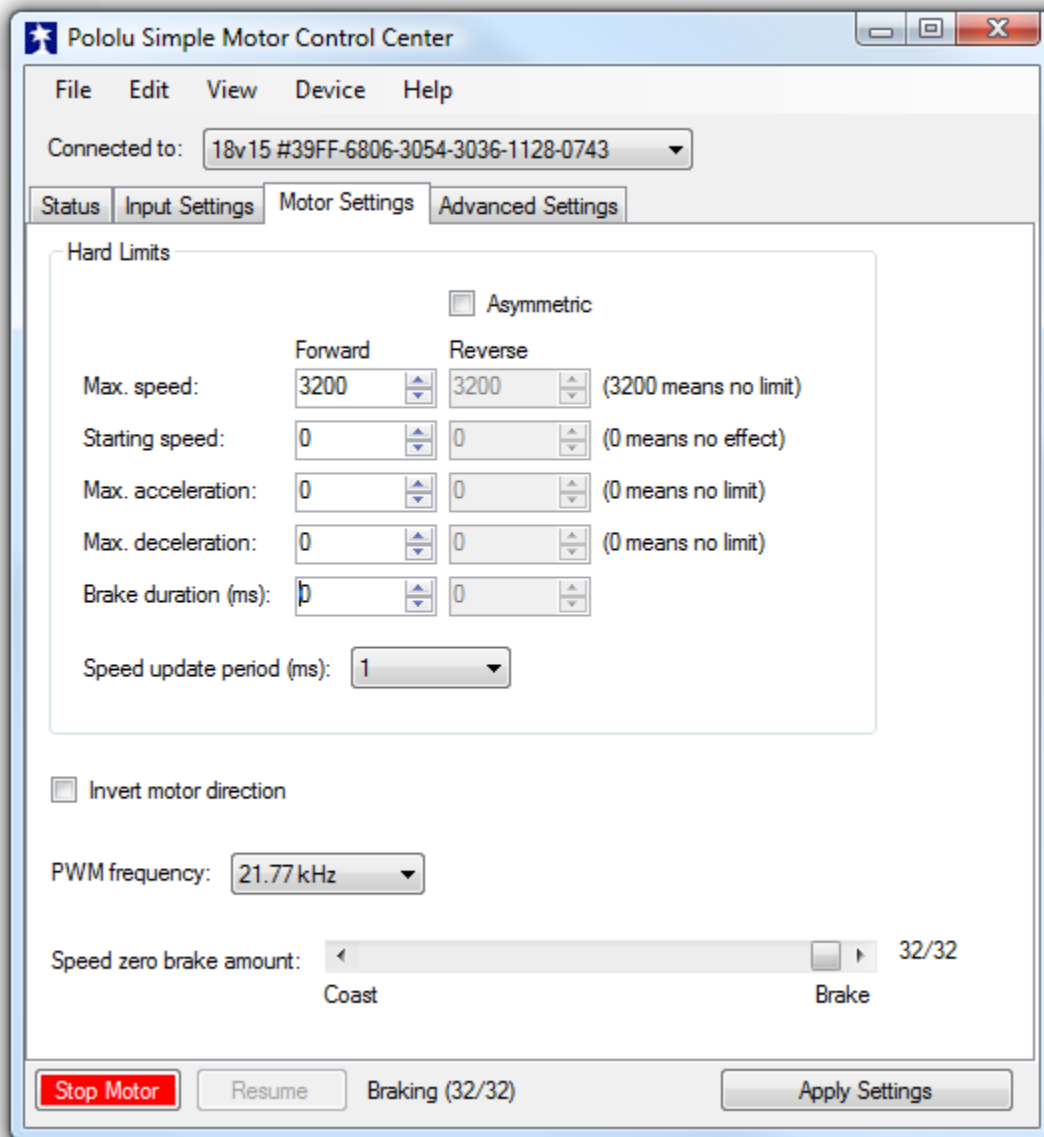 Pololu Simple Motor Control Center
File Edit View Device Help
Connected to: 18v15 #39FF-6806-3054-3036-1128-0743
Status Input Settings Motor Settings Advanced Settings
Hard Limits
Asymmetric
Forward Reverse
Max. speed: 3200 3200 (3200 means no limit)
Starting speed: 0 0 (0 means no effect)
Max. acceleration: 0 0 (0 means no limit)
Max. deceleration: 0 0 (0 means no limit)
Brake duration (ms): 0 0
Speed update period (ms): 1
Invert motor direction
PWM frequency: 21.77 kHz
Speed zero brake amount: 32/32
Coast Brake
Stop Motor Resume Braking (32/32) Apply Settings